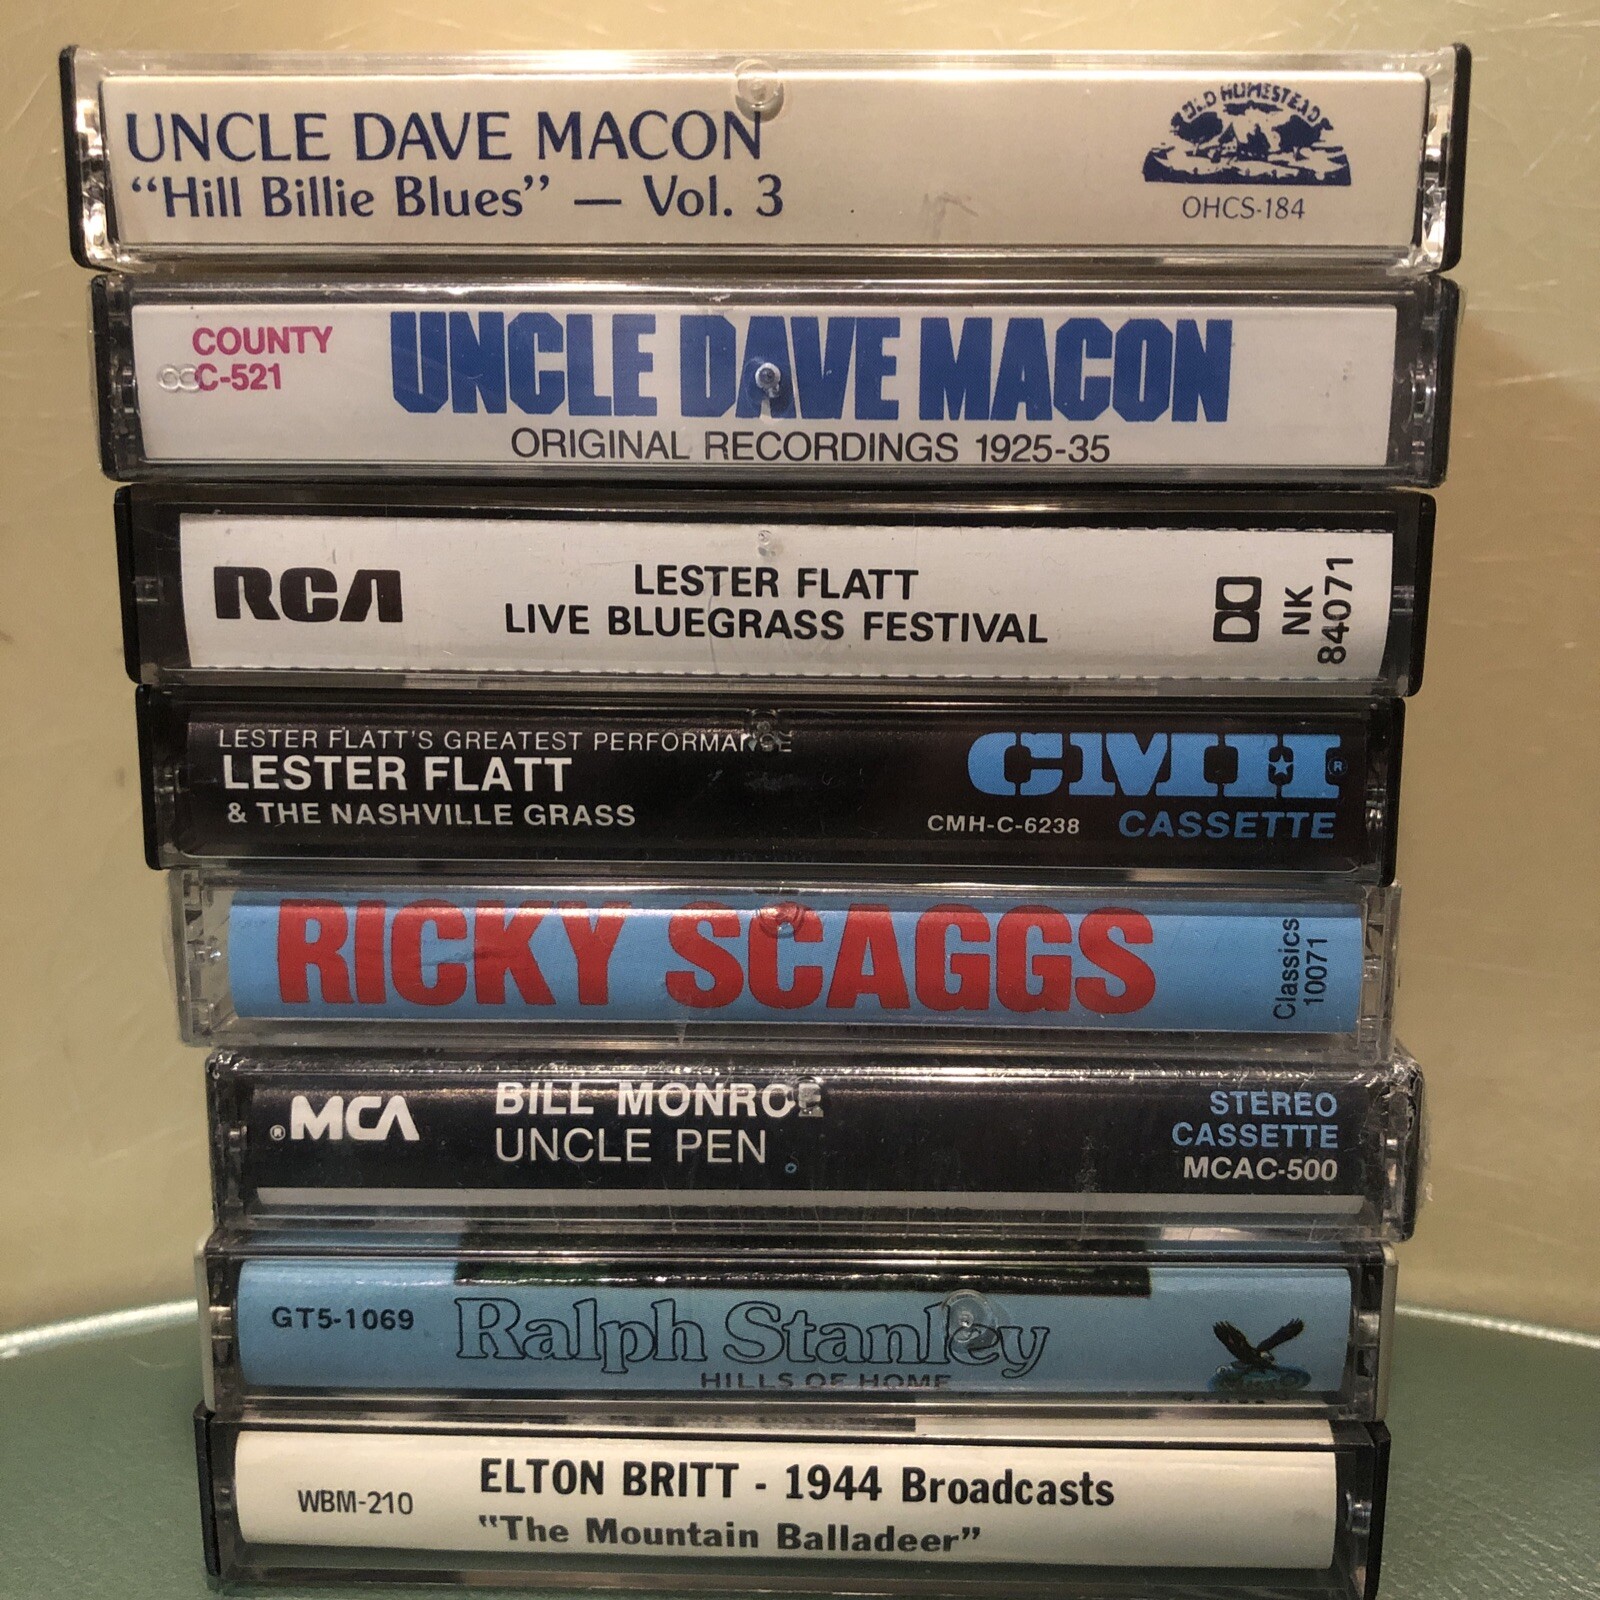 UNCLE DAVE MACON
"Hill Billie Blues" — Vol. 3
OLD HOMESTEAD
OHCS-184
COUNTY
C-521
UNCLE DAVE MACON
ORIGINAL RECORDINGS 1925-35
RCA
LESTER FLATT
LIVE BLUEGRASS FESTIVAL
NK
84071
LESTER FLATT'S GREATEST PERFORMANCE
LESTER FLATT
& THE NASHVILLE GRASS
CMH®
CMH-C-6238 CASSETTE
RICKY SCAGGS
Classics
10071
®MCA
BILL MONROE
UNCLE PEN
STEREO
CASSETTE
MCAC-500
GT5-1069
Ralph Stanley
HILLS OF HOME
WBM-210
ELTON BRITT - 1944 Broadcasts
"The Mountain Balladeer"